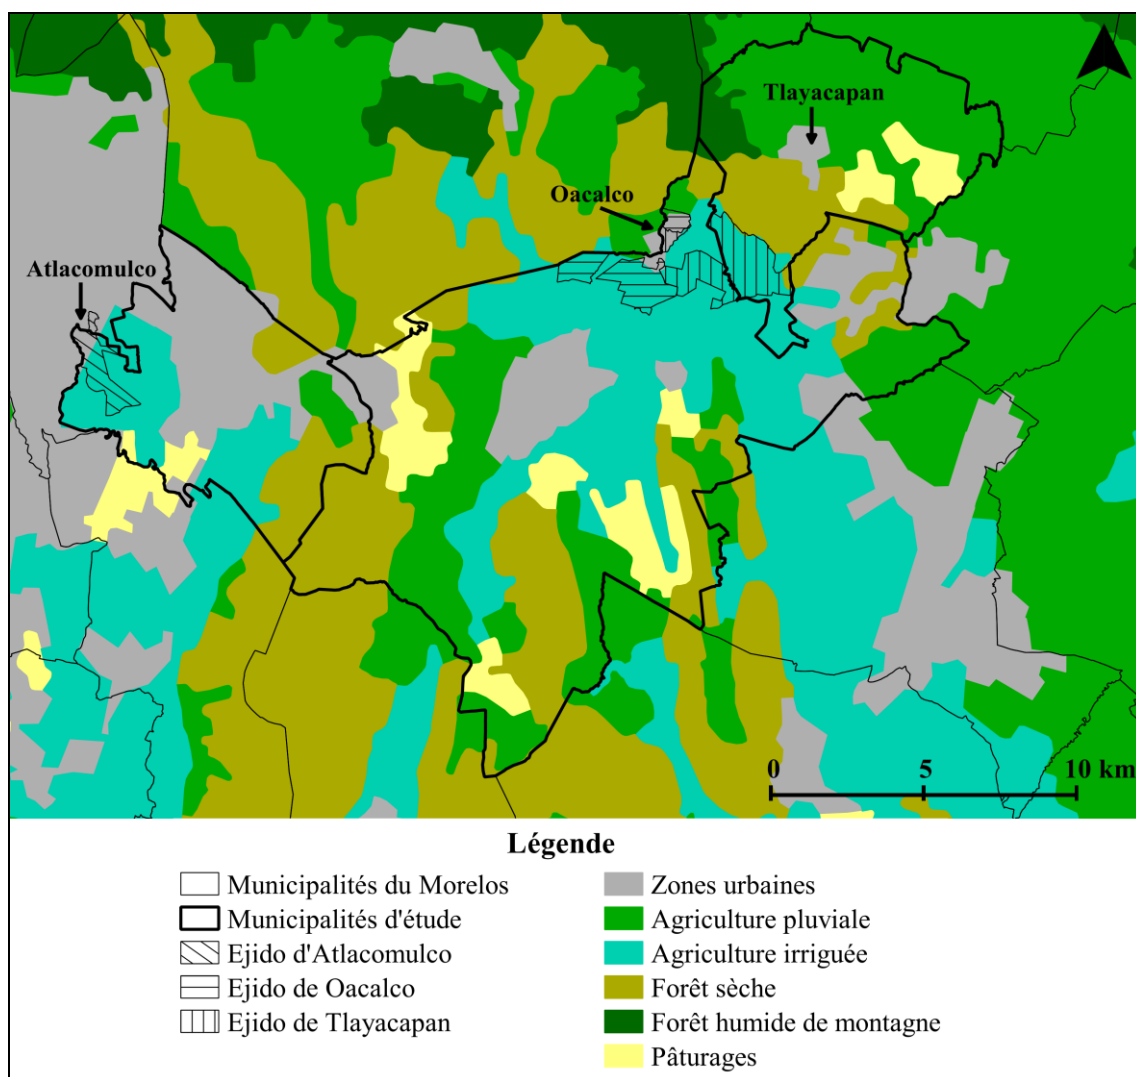 Tlayacapan
Oacalco
Atlacomulco
0 5 10 km
Légende
Municipalités du Morelos
Municipalités d'étude
Ejido d'Atlacomulco
Ejido de Oacalco
Ejido de Tlayacapan
Zones urbaines
Agriculture pluviale
Agriculture irriguée
Forêt sèche
Forêt humide de montagne
Pâturages